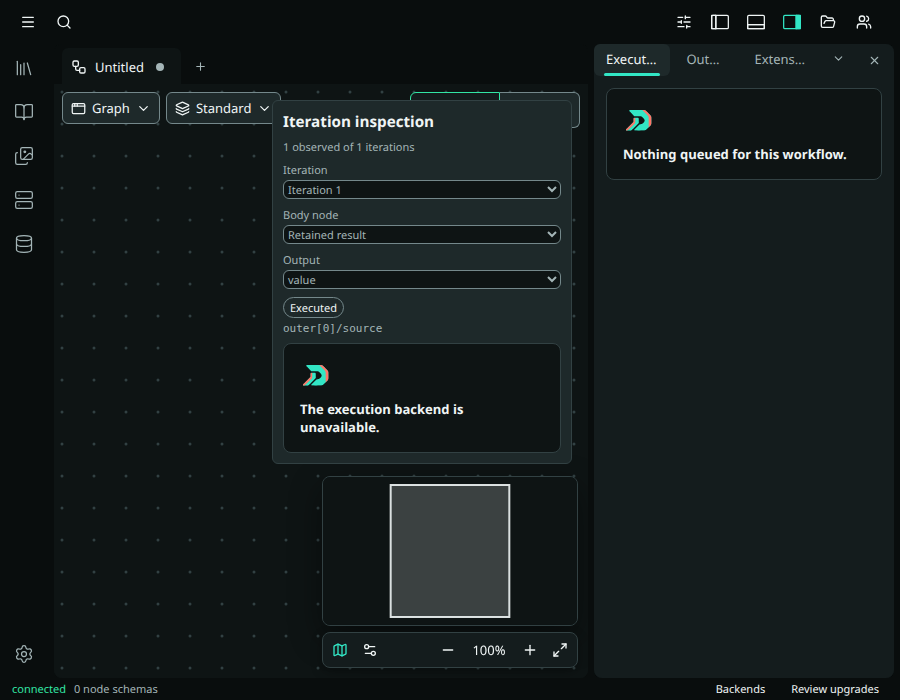 Untitled
Graph
Standard
Iteration inspection
1 observed of 1 iterations
Iteration
Iteration 1
Body node
Retained result
Output
value
Executed
outer[0]/source
The execution backend is
unavailable.
100%
Execut...
Out...
Extens...
Nothing queued for this workflow.
connected
0 node schemas
Backends
Review upgrades